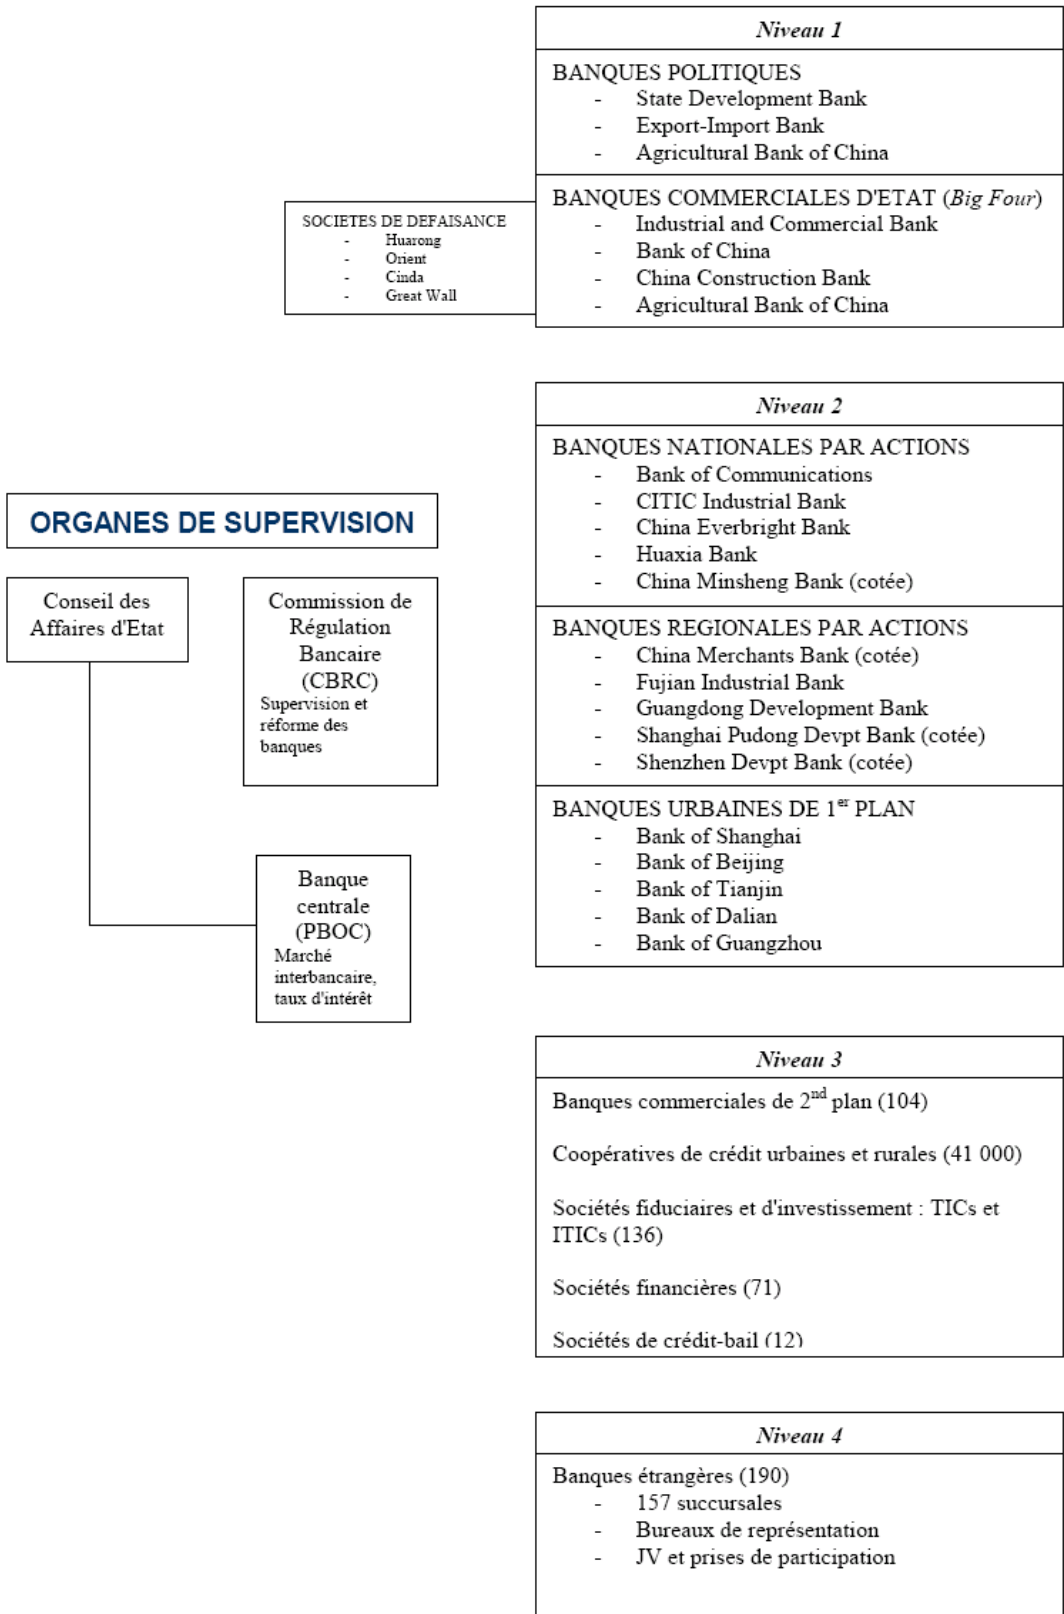 Niveau 1
BANQUES POLITIQUES
- State Development Bank
- Export-Import Bank
- Agricultural Bank of China
BANQUES COMMERCIALES D'ETAT (Big Four)
- Industrial and Commercial Bank
- Bank of China
- China Construction Bank
- Agricultural Bank of China
SOCIETES DE DEFAISANCE
- Huarong
- Orient
- Cinda
- Great Wall
Niveau 2
BANQUES NATIONALES PAR ACTIONS
- Bank of Communications
- CITIC Industrial Bank
- China Everbright Bank
- Huaxia Bank
- China Minsheng Bank (cotée)
BANQUES REGIONALES PAR ACTIONS
- China Merchants Bank (cotée)
- Fujian Industrial Bank
- Guangdong Development Bank
- Shanghai Pudong Devpt Bank (cotée)
- Shenzhen Devpt Bank (cotée)
BANQUES URBAINES DE 1er PLAN
- Bank of Shanghai
- Bank of Beijing
- Bank of Tianjin
- Bank of Dalian
- Bank of Guangzhou
ORGANES DE SUPERVISION
Conseil des
Affaires d'Etat
Commission de
Régulation
Bancaire
(CBRC)
Supervision et
réforme des
banques
Banque
centrale
(PBOC)
Marché
interbancaire,
taux d'intérêt
Niveau 3
Banques commerciales de 2nd plan (104)
Coopératives de crédit urbaines et rurales (41 000)
Sociétés fiduciaires et d'investissement : TICs et
ITICs (136)
Sociétés financières (71)
Sociétés de crédit-bail (12)
Niveau 4
Banques étrangères (190)
- 157 succursales
- Bureaux de représentation
- JV et prises de participation